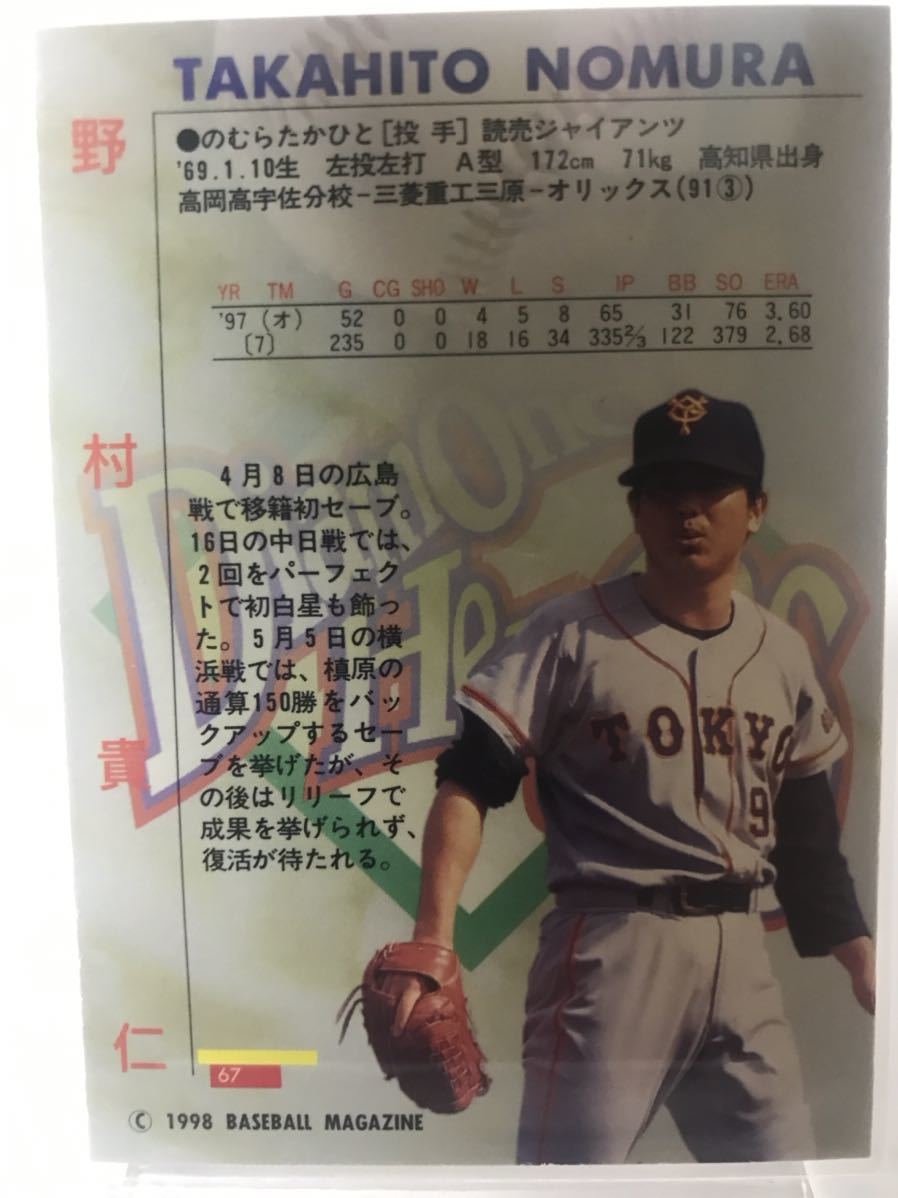 TAKAHITO NOMURA
野村貴仁
●のむらたかひと[投 手] 読売ジャイアンツ
'69.1.10生 左投左打 A型 172cm 71kg 高知県出身
高岡高宇佐分校−三菱重工三原−オリックス(91③)
YR TM G CG SHO W L S IP BB SO ERA
'97 (オ) 52 0 0 4 5 8 65 31 76 3.60
(7) 235 0 0 18 16 34 335⅔ 122 379 2.68
4月8日の広島
戦で移籍初セーブ。
16日の中日戦では、
2回をパーフェク
トで初白星も飾っ
た。5月5日の横
浜戦では、槙原の
通算150勝をバッ
クアップするセー
ブを挙げたが、そ
の後はリリーフで
成果を挙げられず、
復活が待たれる。
Diamond
Heroes
TOKYO
67
© 1998 BASEBALL MAGAZINE